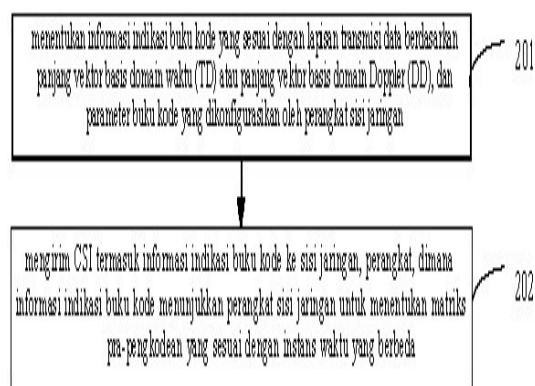 menentukan informasi indikasi buku kode yang sesuai dengan lapisan transmisi data berdasarkan
panjang vektor basis domain waktu (TD) atau panjang vektor basis domain Doppler (DD), dan
parameter buku kode yang dikonfigurasikan oleh perangkat sisi jaringan
201
mengirim CSI termasuk informasi indikasi buku kode ke sisi jaringan, perangkat, dimana
informasi indikasi buku kode menunjukkan perangkat sisi jaringan untuk menentukan matriks
pra-pengkodean yang sesuai dengan instans waktu yang berbeda
202